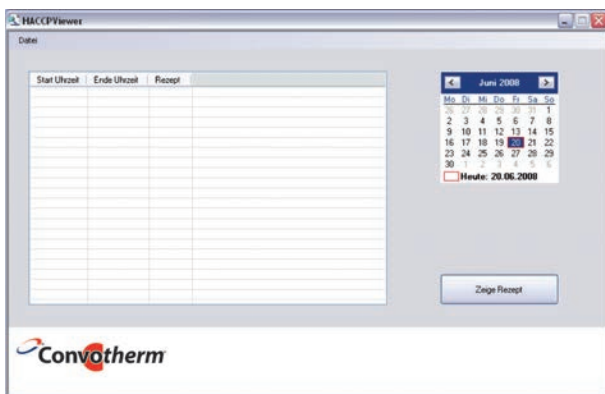 HACCPViewer
Datei
Start Uhrzeit Ende Uhrzeit Rezept
Juni 2008
Mo Di Mi Do Fr Sa So
26 27 28 29 30 31 1
2 3 4 5 6 7 8
9 10 11 12 13 14 15
16 17 18 19 20 21 22
23 24 25 26 27 28 29
30 1 2 3 4 5 6
Heute: 20.06.2008
Zeige Rezept
Convotherm